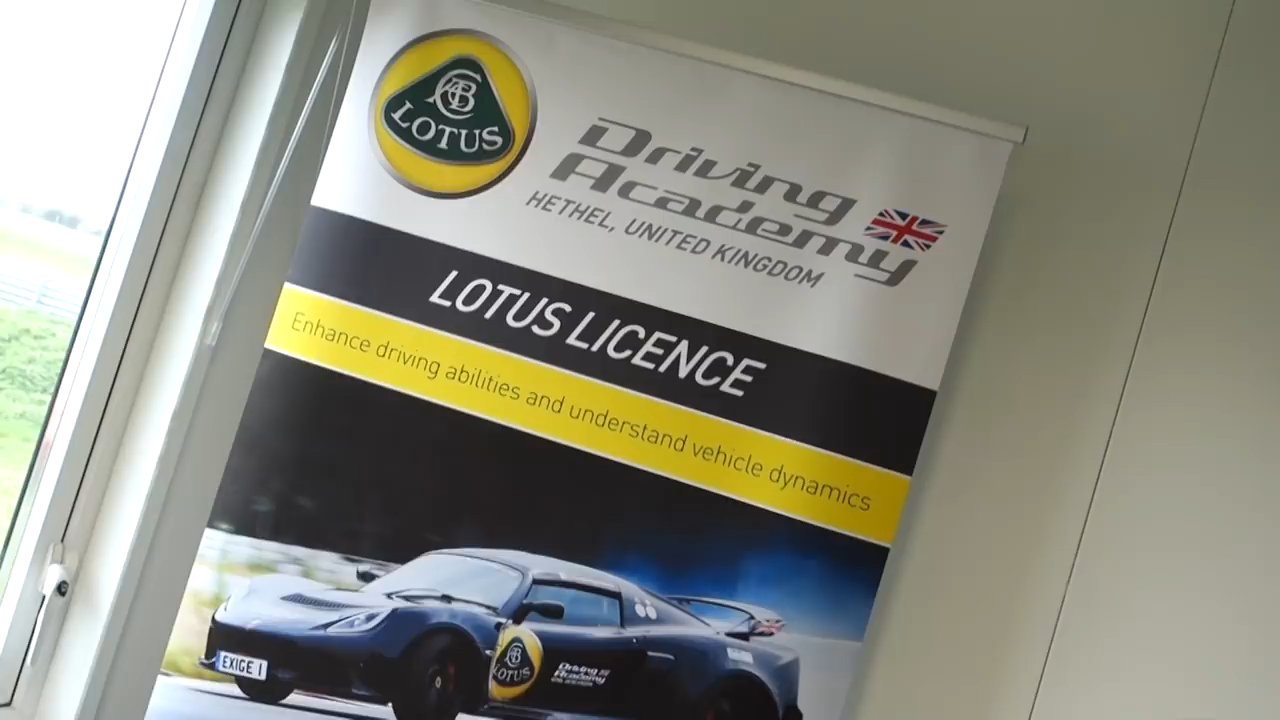 LOTUS
Driving
Academy
HETHEL, UNITED KINGDOM
LOTUS LICENCE
Enhance driving abilities and understand vehicle dynamics
EXIGE 1
LOTUS
Driving
Academy